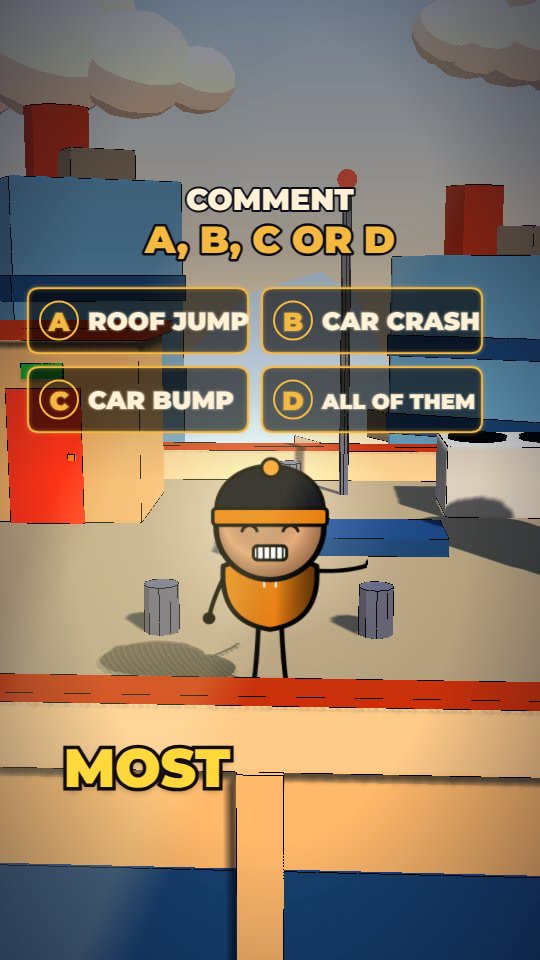 COMMENT
A, B, C OR D
A ROOF JUMP
B CAR CRASH
C CAR BUMP
D ALL OF THEM
MOST